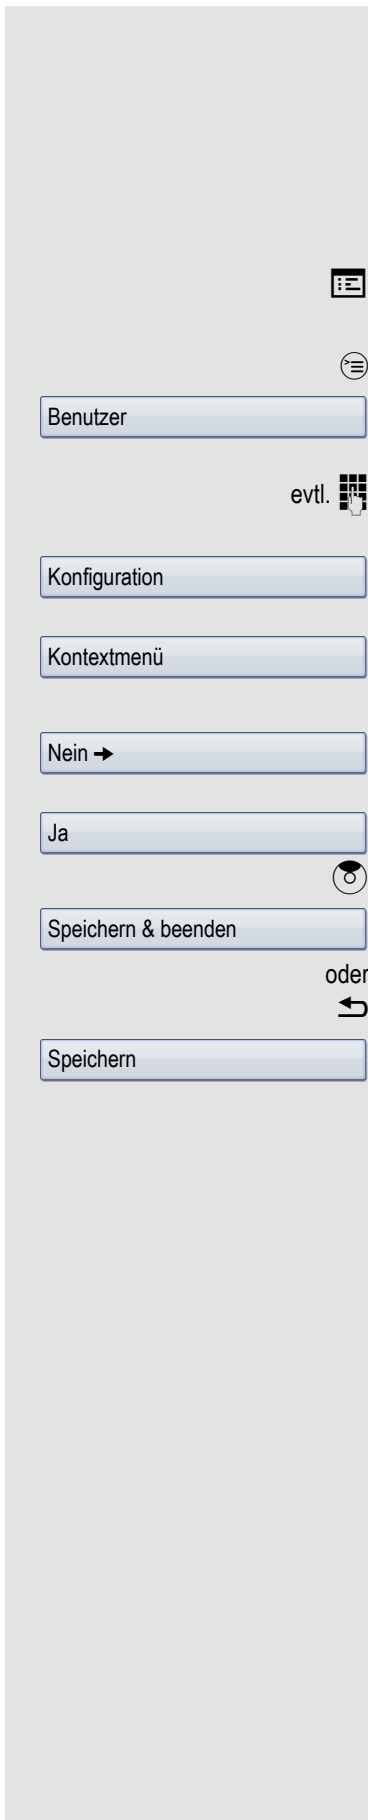 Benutzer
evtl.
Konfiguration
Kontextmenü
Nein ➔
Ja
Speichern & beenden
oder
Speichern